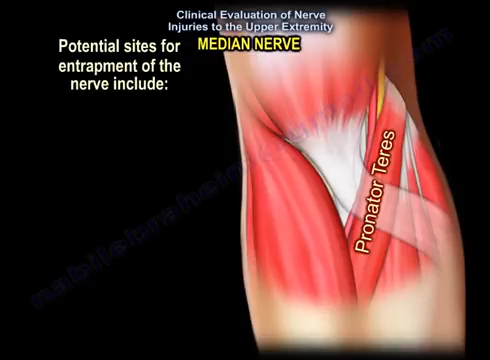 Clinical Evaluation of Nerve
Injuries to the Upper Extremity
MEDIAN NERVE
Potential sites for
entrapment of the
nerve include:
Pronator Teres